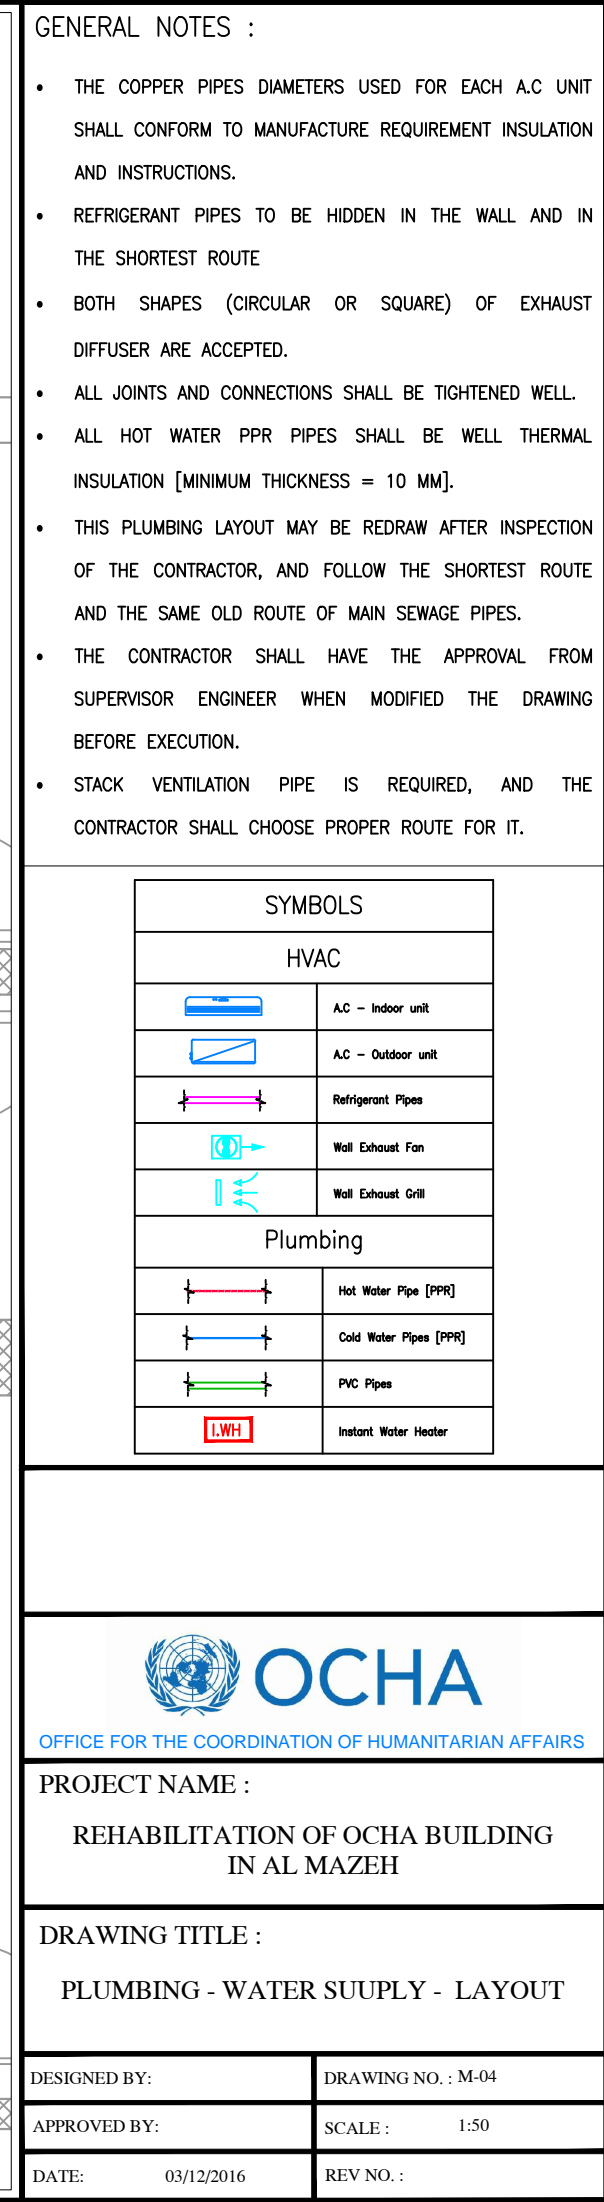 GENERAL NOTES :
• THE COPPER PIPES DIAMETERS USED FOR EACH A.C UNIT
SHALL CONFORM TO MANUFACTURE REQUIREMENT INSULATION
AND INSTRUCTIONS.
• REFRIGERANT PIPES TO BE HIDDEN IN THE WALL AND IN
THE SHORTEST ROUTE
• BOTH SHAPES (CIRCULAR OR SQUARE) OF EXHAUST
DIFFUSER ARE ACCEPTED.
• ALL JOINTS AND CONNECTIONS SHALL BE TIGHTENED WELL.
• ALL HOT WATER PPR PIPES SHALL BE WELL THERMAL
INSULATION [MINIMUM THICKNESS = 10 MM].
• THIS PLUMBING LAYOUT MAY BE REDRAW AFTER INSPECTION
OF THE CONTRACTOR, AND FOLLOW THE SHORTEST ROUTE
AND THE SAME OLD ROUTE OF MAIN SEWAGE PIPES.
• THE CONTRACTOR SHALL HAVE THE APPROVAL FROM
SUPERVISOR ENGINEER WHEN MODIFIED THE DRAWING
BEFORE EXECUTION.
• STACK VENTILATION PIPE IS REQUIRED, AND THE
CONTRACTOR SHALL CHOOSE PROPER ROUTE FOR IT.
SYMBOLS
HVAC
A.C - Indoor unit
A.C - Outdoor unit
Refrigerant Pipes
Wall Exhaust Fan
Wall Exhaust Grill
Plumbing
Hot Water Pipe [PPR]
Cold Water Pipes [PPR]
PVC Pipes
I.WH Instant Water Heater
OCHA
OFFICE FOR THE COORDINATION OF HUMANITARIAN AFFAIRS
PROJECT NAME :
REHABILITATION OF OCHA BUILDING
IN AL MAZEH
DRAWING TITLE :
PLUMBING - WATER SUUPLY - LAYOUT
DESIGNED BY: DRAWING NO. : M-04
APPROVED BY: SCALE : 1:50
DATE: 03/12/2016 REV NO. :